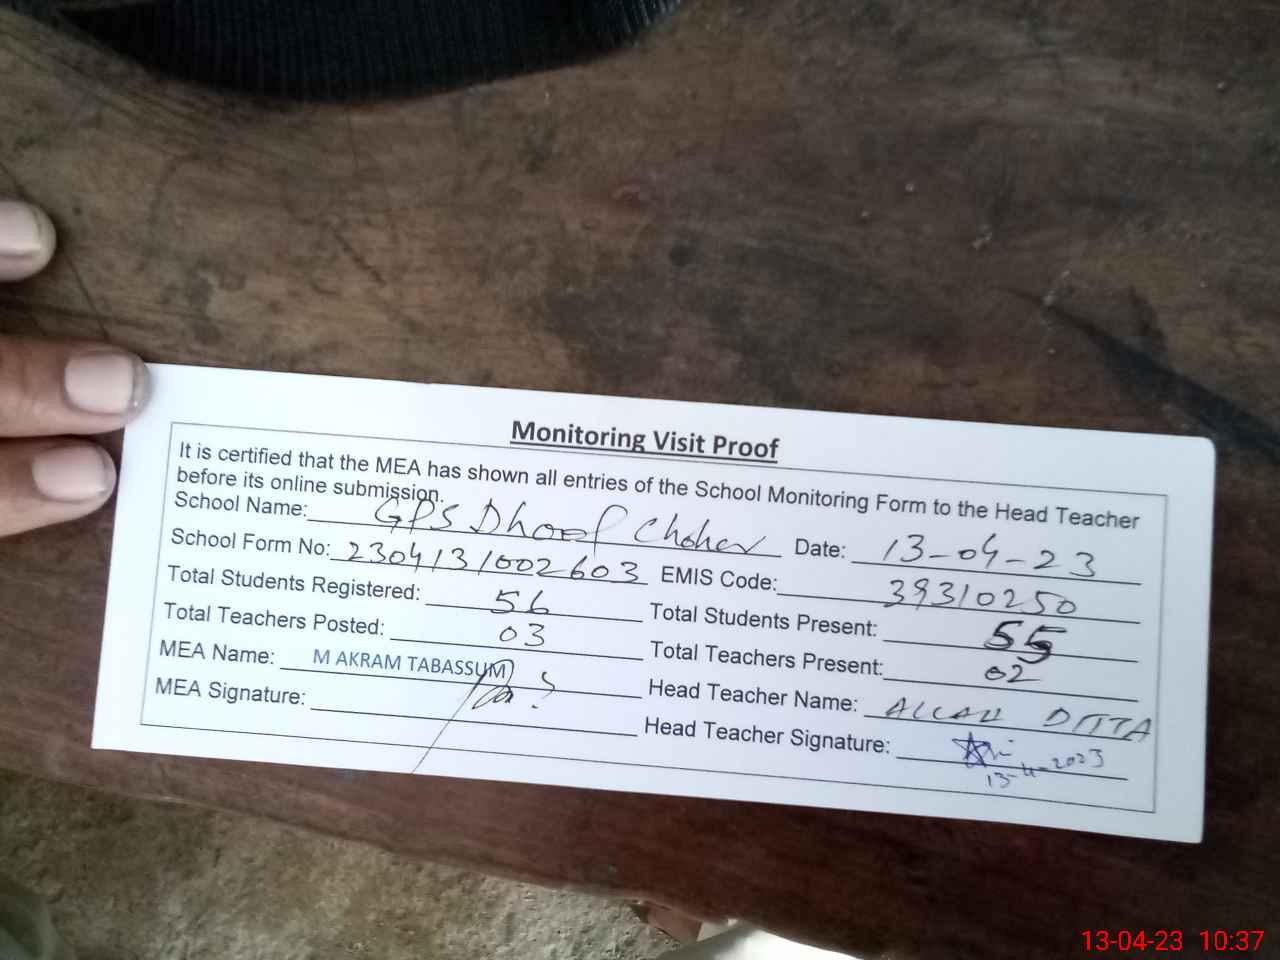 Monitoring Visit Proof
It is certified that the MEA has shown all entries of the School Monitoring Form to the Head Teacher
before its online submission.
School Name: GPS Dhoop Choher Date: 13-04-23
School Form No: 2304131002603 EMIS Code: 39310250
Total Students Registered: 56 Total Students Present: 55
Total Teachers Posted: 03 Total Teachers Present: 02
MEA Name: M AKRAM TABASSUM Head Teacher Name: ALLAH DITTA
MEA Signature: Head Teacher Signature:
13-4-2023
13-04-23 10:37